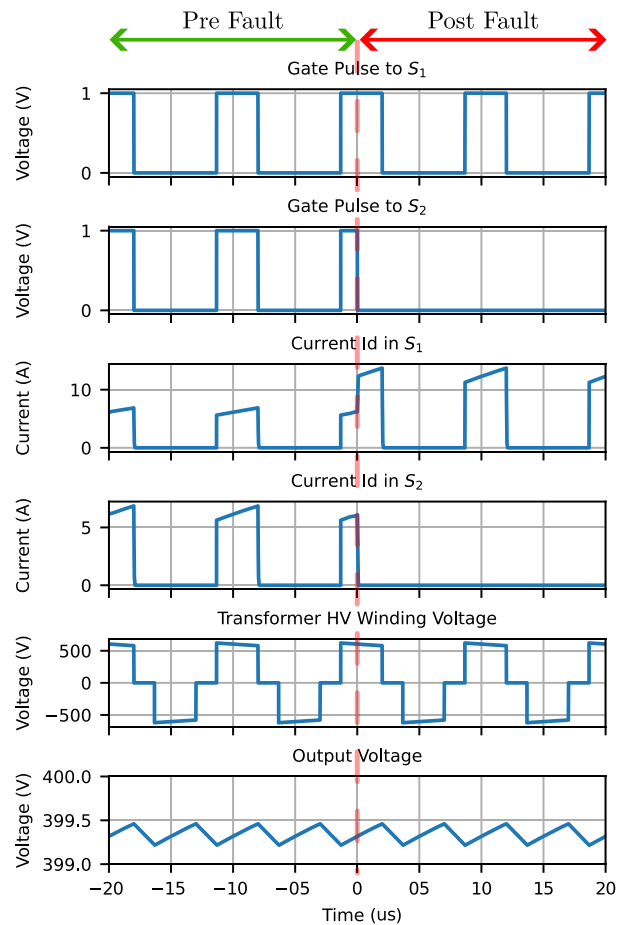 Pre Fault Post Fault
Gate Pulse to S₁
Voltage (V)
1
0
Gate Pulse to S₂
Voltage (V)
1
0
Current Id in S₁
Current (A)
10
0
Current Id in S₂
Current (A)
5
0
Transformer HV Winding Voltage
Voltage (V)
500
0
−500
Output Voltage
Voltage (V)
400.0
399.5
399.0
−20 −15 −10 −05 0 05 10 15 20
Time (us)